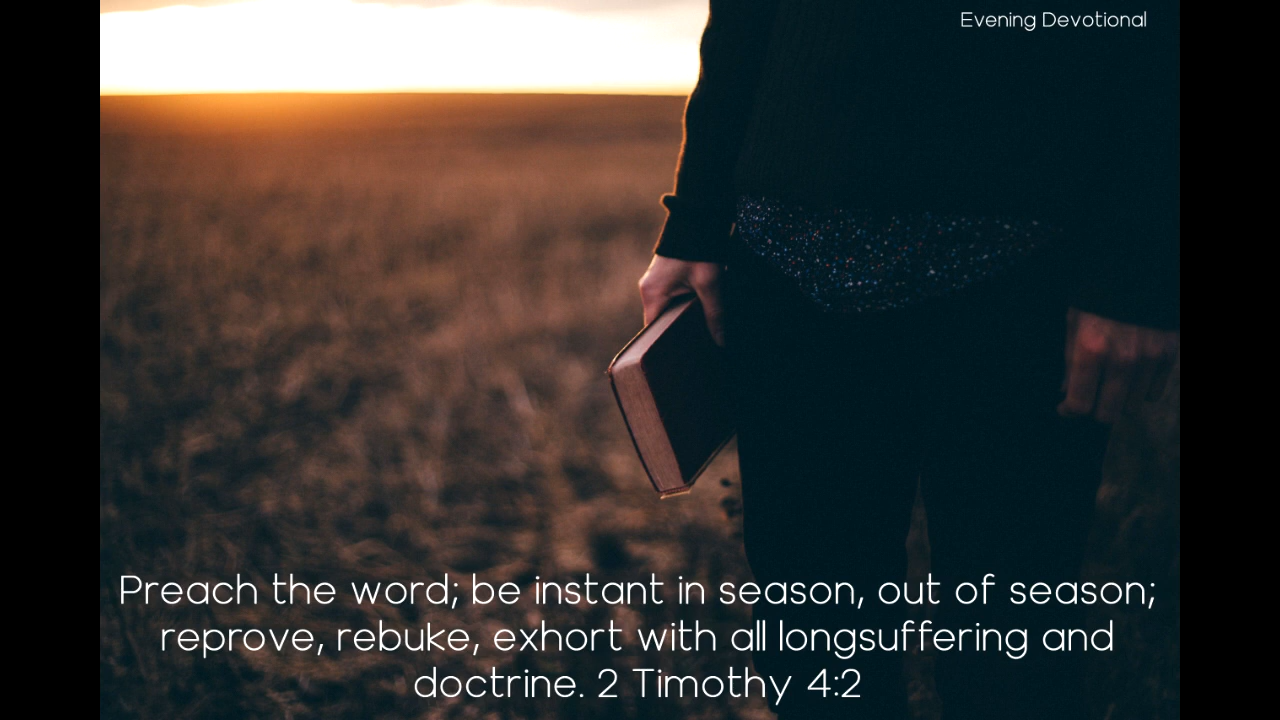 Evening Devotional
Preach the word; be instant in season, out of season;
reprove, rebuke, exhort with all longsuffering and
doctrine. 2 Timothy 4:2